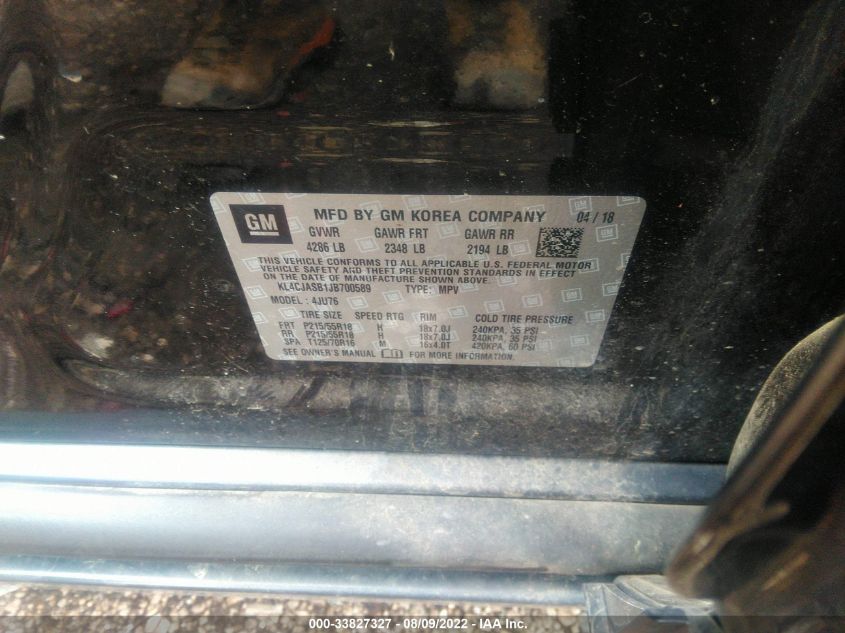 GM
MFD BY GM KOREA COMPANY 04/18
GVWR GAWR FRT GAWR RR
4286 LB 2348 LB 2194 LB
THIS VEHICLE CONFORMS TO ALL APPLICABLE U.S. FEDERAL MOTOR
VEHICLE SAFETY AND THEFT PREVENTION STANDARDS IN EFFECT
ON THE DATE OF MANUFACTURE SHOWN ABOVE.
KL4CJASB1JB700589 TYPE: MPV
MODEL: 4JU76
TIRE SIZE SPEED RTG RIM COLD TIRE PRESSURE
FRT P215/55R18 H 18x7.0J 240KPA, 35 PSI
RR P215/55R18 H 18x7.0J 240KPA, 35 PSI
SPA T125/70R16 M 16x4.0T 420KPA, 60 PSI
SEE OWNER'S MANUAL FOR MORE INFORMATION.
000-33827327 - 08/09/2022 - IAA Inc.